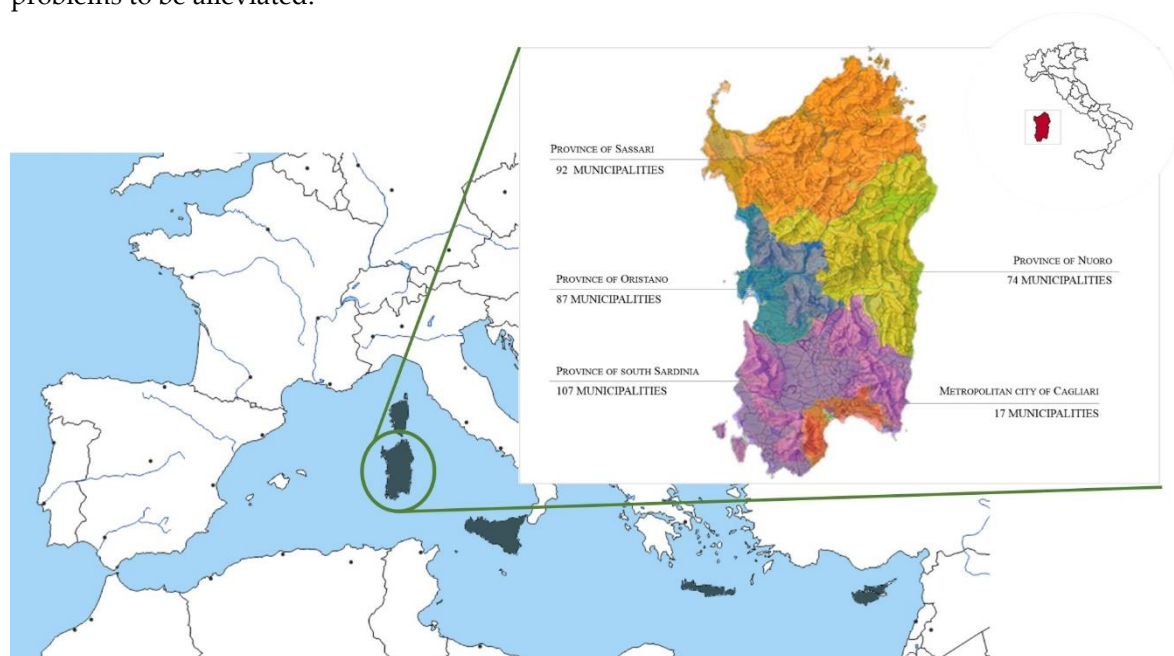 problems to be alleviated.
PROVINCE OF SASSARI
92 MUNICIPALITIES
PROVINCE OF ORISTANO
87 MUNICIPALITIES
PROVINCE OF SOUTH SARDINIA
107 MUNICIPALITIES
PROVINCE OF NUORO
74 MUNICIPALITIES
METROPOLITAN CITY OF CAGLIARI
17 MUNICIPALITIES